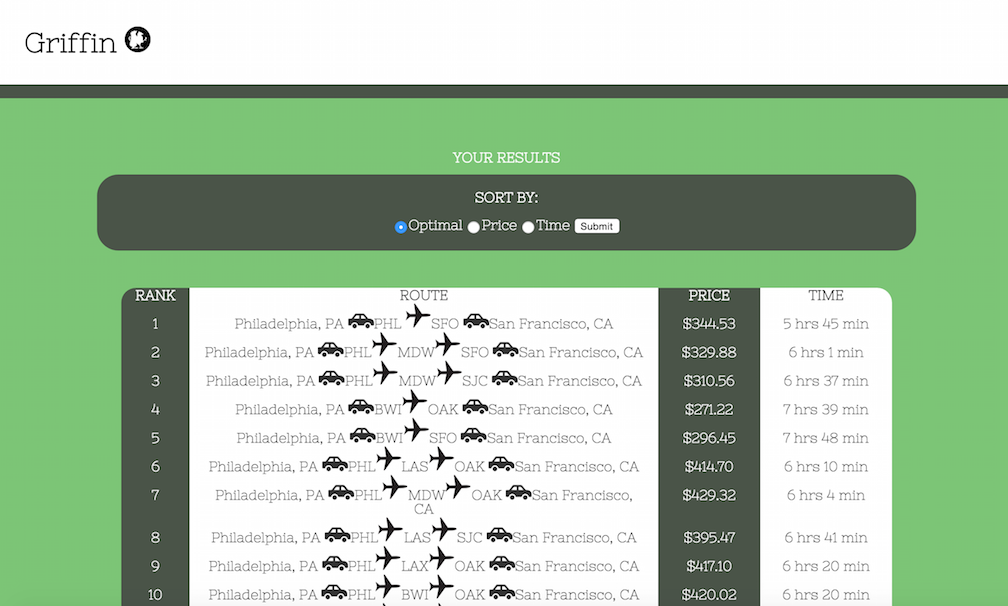 Griffin
YOUR RESULTS
SORT BY:
Optimal Price Time Submit
RANK ROUTE PRICE TIME
1 Philadelphia, PA PHL SFO San Francisco, CA $344.53 5 hrs 45 min
2 Philadelphia, PA PHL MDW SFO San Francisco, CA $329.88 6 hrs 1 min
3 Philadelphia, PA PHL MDW SJC San Francisco, CA $310.56 6 hrs 37 min
4 Philadelphia, PA BWI OAK San Francisco, CA $271.22 7 hrs 39 min
5 Philadelphia, PA BWI SFO San Francisco, CA $296.45 7 hrs 48 min
6 Philadelphia, PA PHL LAS OAK San Francisco, CA $414.70 6 hrs 10 min
7 Philadelphia, PA PHL MDW OAK San Francisco, $429.32 6 hrs 4 min
CA
8 Philadelphia, PA PHL LAS SJC San Francisco, CA $395.47 6 hrs 41 min
9 Philadelphia, PA PHL LAX OAK San Francisco, CA $417.10 6 hrs 20 min
10 Philadelphia, PA PHL BWI OAK San Francisco, CA $420.02 6 hrs 20 min